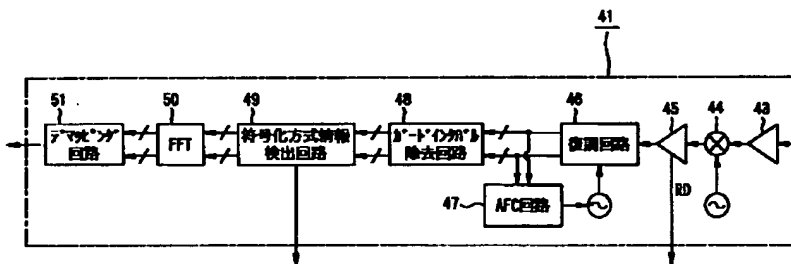 41
51
50
49
48
46
45
44
43
デマッピング
回路
FFT
符号化方式情報
検出回路
ガードインタバル
除去回路
復調回路
47
AFC回路
RD